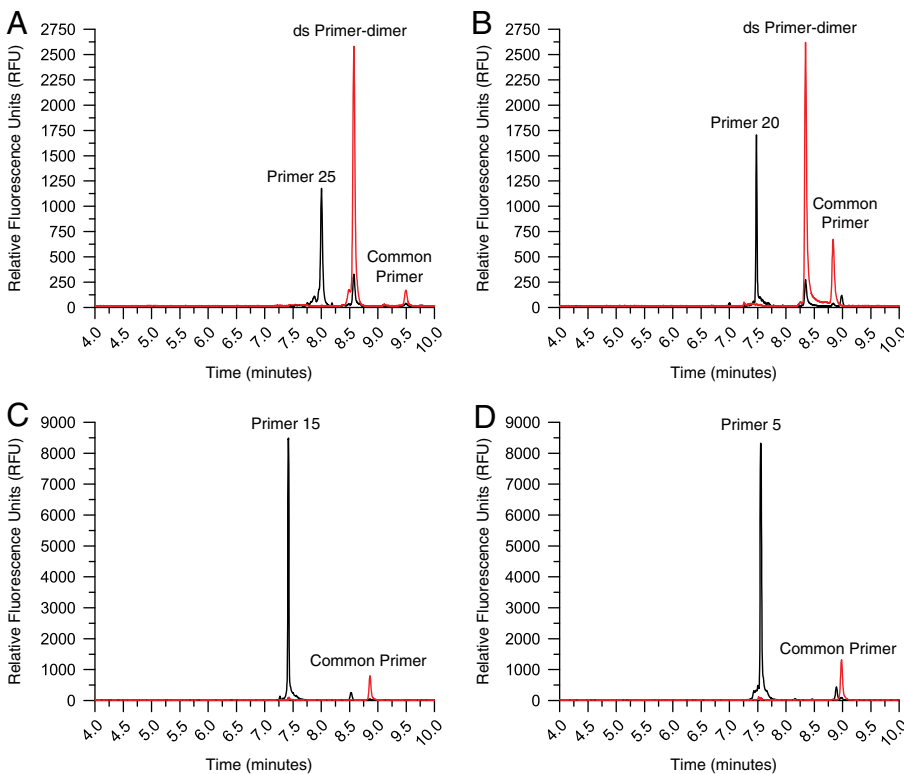 A
Relative Fluorescence Units (RFU)
2750
2500
2250
2000
1750
1500
1250
1000
750
500
250
0
ds Primer-dimer
Primer 25
Common
Primer
4.0 4.5 5.0 5.5 6.0 6.5 7.0 7.5 8.0 8.5 9.0 9.5 10.0
Time (minutes)
B
Relative Fluorescence Units (RFU)
2750
2500
2250
2000
1750
1500
1250
1000
750
500
250
0
ds Primer-dimer
Primer 20
Common
Primer
4.0 4.5 5.0 5.5 6.0 6.5 7.0 7.5 8.0 8.5 9.0 9.5 10.0
Time (minutes)
C
Relative Fluorescence Units (RFU)
9000
8000
7000
6000
5000
4000
3000
2000
1000
0
Primer 15
Common Primer
4.0 4.5 5.0 5.5 6.0 6.5 7.0 7.5 8.0 8.5 9.0 9.5 10.0
Time (minutes)
D
Relative Fluorescence Units (RFU)
9000
8000
7000
6000
5000
4000
3000
2000
1000
0
Primer 5
Common Primer
4.0 4.5 5.0 5.5 6.0 6.5 7.0 7.5 8.0 8.5 9.0 9.5 10.0
Time (minutes)